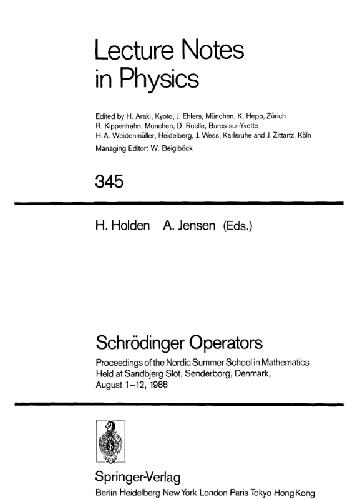 Lecture Notes
in Physics
Edited by H. Araki, Kyoto, J. Ehlers, München, K. Hepp, Zürich
R. Kippenhahn, München, D. Ruelle, Bures-sur-Yvette
H. A. Weidenmüller, Heidelberg, J. Wess, Karlsruhe and J. Zittartz, Köln
Managing Editor: W. Beiglböck
345
H. Holden A. Jensen (Eds.)
Schrödinger Operators
Proceedings of the Nordic Summer School in Mathematics
Held at Sandbjerg Slot, Sønderborg, Denmark,
August 1–12, 1988
Springer-Verlag
Berlin Heidelberg New York London Paris Tokyo Hong Kong